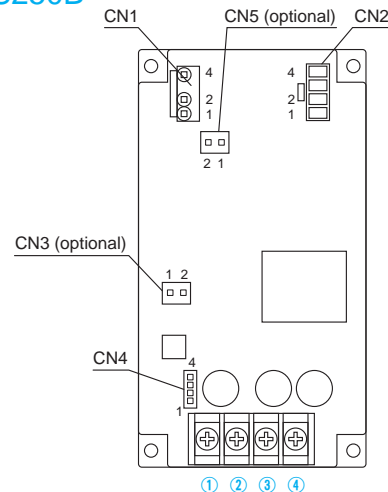 CN1
CN5 (optional)
CN2
4
2
1
4
2
1
2 1
CN3 (optional)
1 2
CN4
4
1
① ② ③ ④